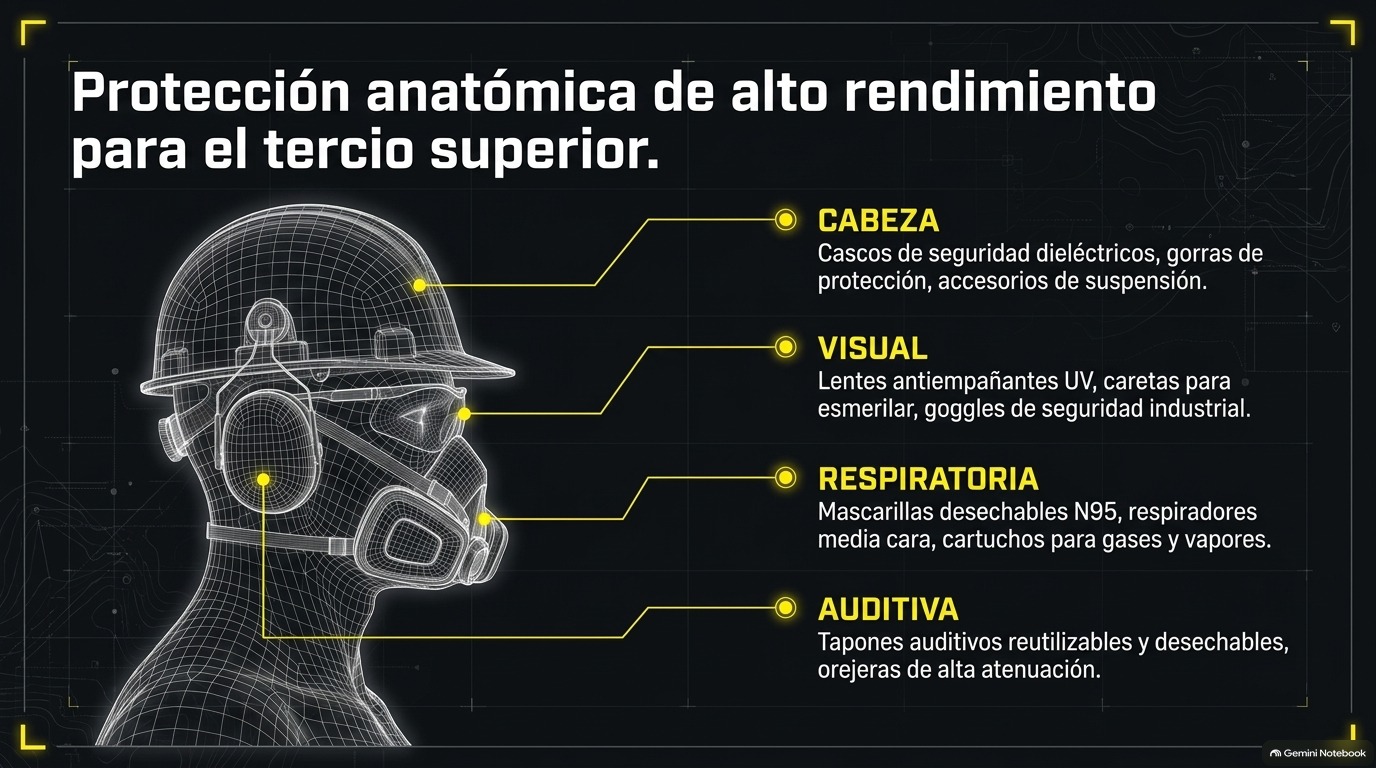 Protección anatómica de alto rendimiento
para el tercio superior.
CABEZA
Cascos de seguridad dieléctricos, gorras de
protección, accesorios de suspensión.
VISUAL
Lentes antiempañantes UV, caretas para
esmerilar, goggles de seguridad industrial.
RESPIRATORIA
Mascarillas desechables N95, respiradores
media cara, cartuchos para gases y vapores.
AUDITIVA
Tapones auditivos reutilizables y desechables,
orejeras de alta atenuación.
Gemini Notebook